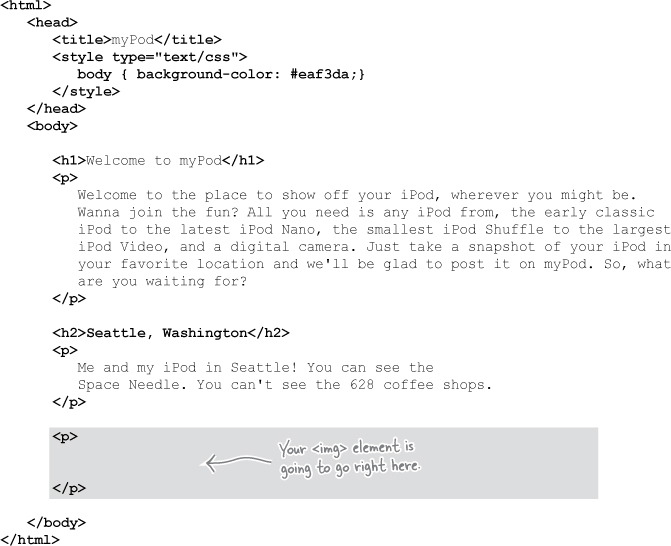 <html>
<head>
<title>myPod</title>
<style type="text/css">
body { background-color: #eaf3da;}
</style>
</head>
<body>
<h1>Welcome to myPod</h1>
<p>
Welcome to the place to show off your iPod, wherever you might be.
Wanna join the fun? All you need is any iPod from, the early classic
iPod to the latest iPod Nano, the smallest iPod Shuffle to the largest
iPod Video, and a digital camera. Just take a snapshot of your iPod in
your favorite location and we'll be glad to post it on myPod. So, what
are you waiting for?
</p>
<h2>Seattle, Washington</h2>
<p>
Me and my iPod in Seattle! You can see the
Space Needle. You can't see the 628 coffee shops.
</p>
<p>
Your <img> element is
going to go right here.
</p>
</body>
</html>